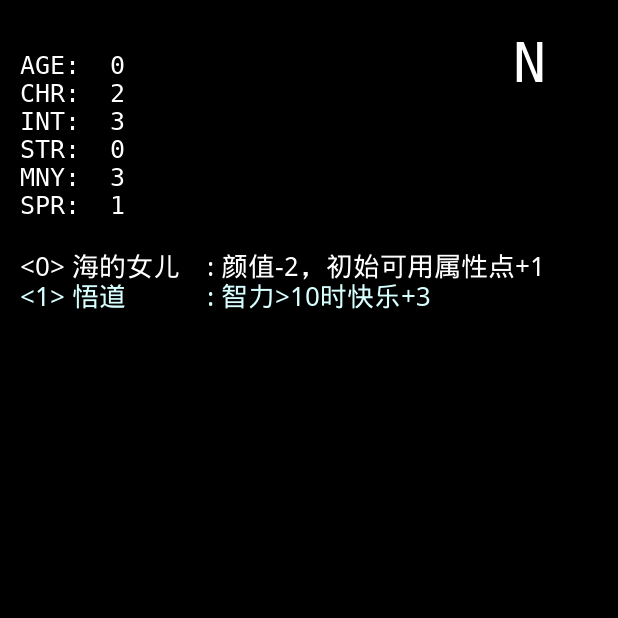 N
AGE: 0
CHR: 2
INT: 3
STR: 0
MNY: 3
SPR: 1
<0> 海的女儿 : 颜值-2，初始可用属性点+1
<1> 悟道 : 智力>10时快乐+3